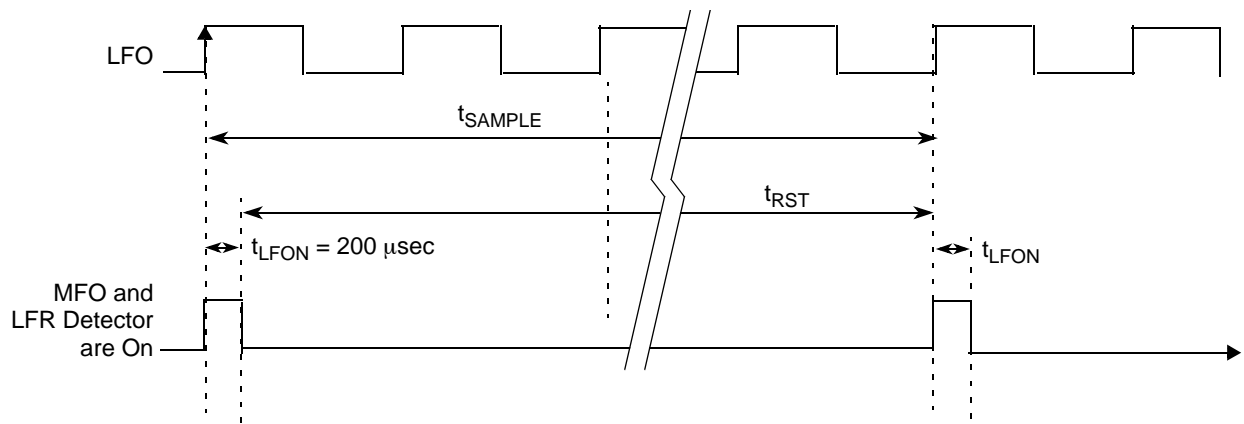 LFO
tSAMPLE
tRST
tLFON = 200 μsec
tLFON
MFO and
LFR Detector
are On